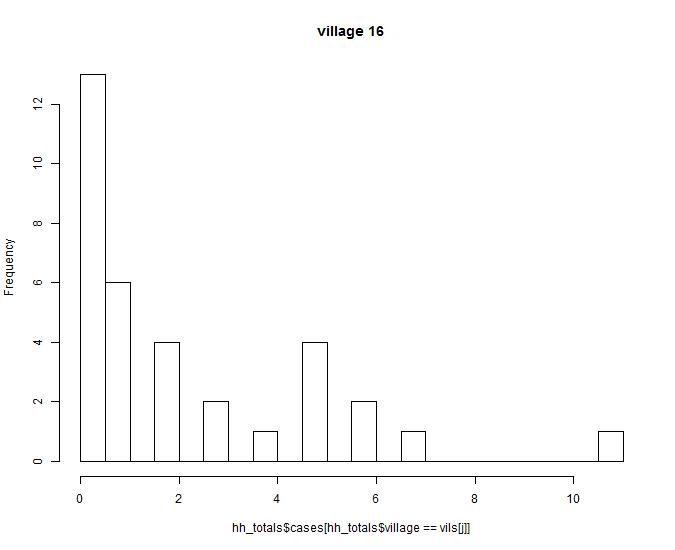 village 16
12
10
8
6
4
2
0
Frequency
0 2 4 6 8 10
hh_totals$cases[hh_totals$village == vils[j]]